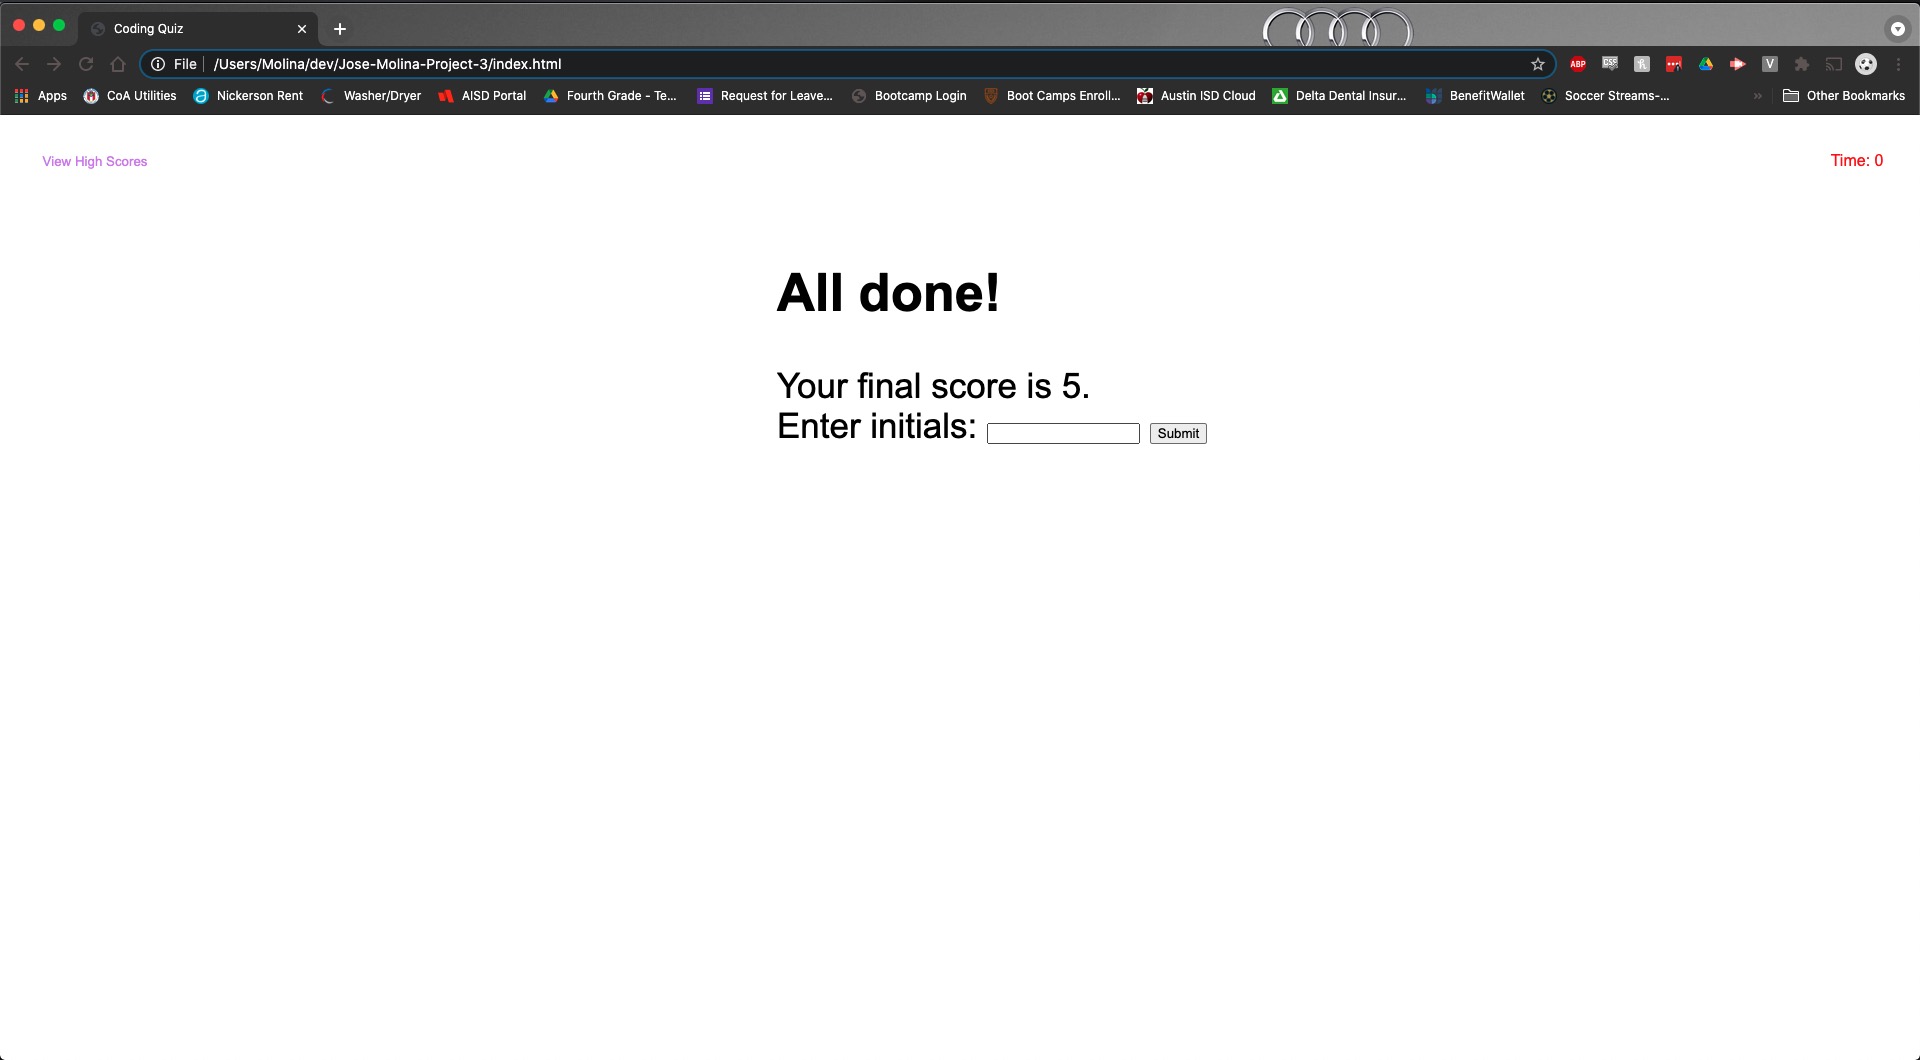 Coding Quiz
File /Users/Molina/dev/Jose-Molina-Project-3/index.html
ABP CSF V
Apps CoA Utilities Nickerson Rent Washer/Dryer AISD Portal Fourth Grade - Te... Request for Leave... Bootcamp Login Boot Camps Enroll... Austin ISD Cloud Delta Dental Insur... BenefitWallet Soccer Streams-... » Other Bookmarks
View High Scores
Time: 0
All done!
Your final score is 5.
Enter initials: Submit